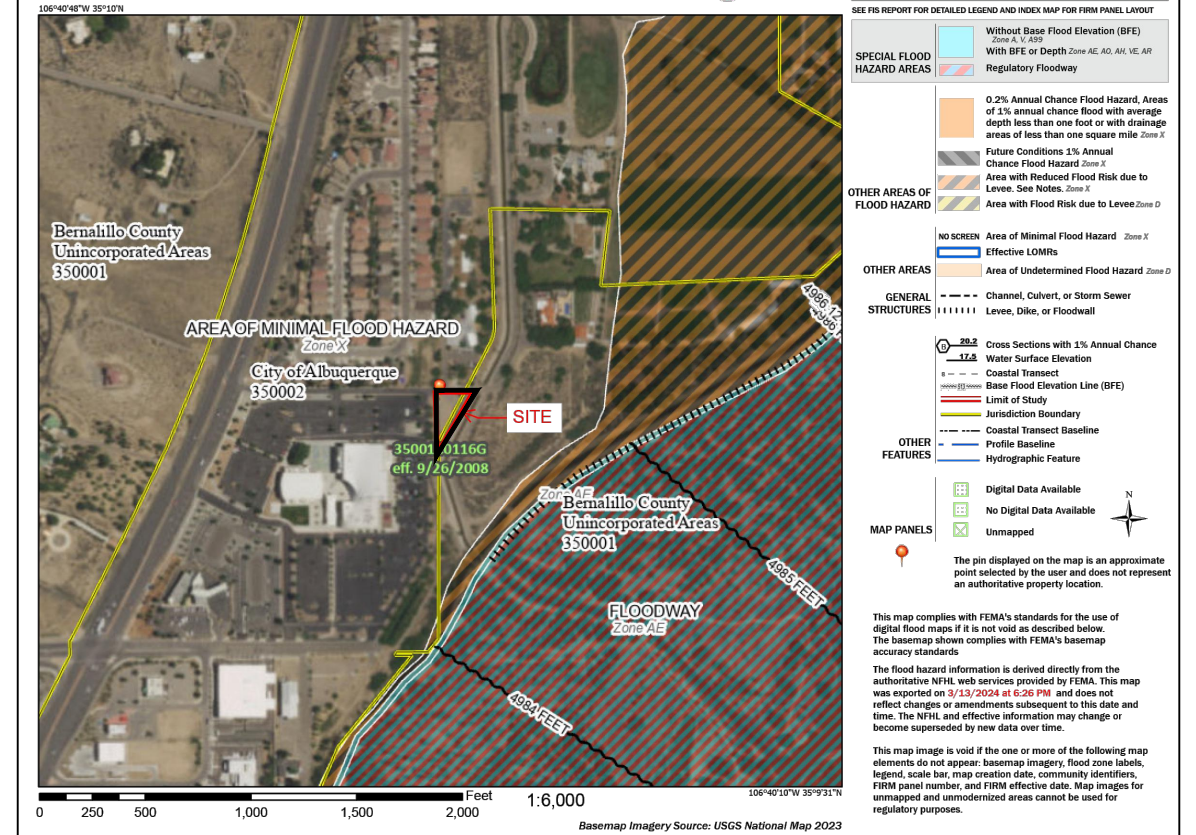 106°40'48"W 35°10'N
SEE FIS REPORT FOR DETAILED LEGEND AND INDEX MAP FOR FIRM PANEL LAYOUT
SPECIAL FLOOD
HAZARD AREAS
Without Base Flood Elevation (BFE)
Zone A, V, A99
With BFE or Depth Zone AE, AO, AH, VE, AR
Regulatory Floodway
OTHER AREAS OF
FLOOD HAZARD
0.2% Annual Chance Flood Hazard, Areas
of 1% annual chance flood with average
depth less than one foot or with drainage
areas of less than one square mile Zone X
Future Conditions 1% Annual
Chance Flood Hazard Zone X
Area with Reduced Flood Risk due to
Levee. See Notes. Zone X
Area with Flood Risk due to Levee Zone D
OTHER AREAS
NO SCREEN Area of Minimal Flood Hazard Zone X
Effective LOMRs
Area of Undetermined Flood Hazard Zone D
GENERAL
STRUCTURES
Channel, Culvert, or Storm Sewer
Levee, Dike, or Floodwall
B 20.2 Cross Sections with 1% Annual Chance
17.5 Water Surface Elevation
8 Coastal Transect
513 Base Flood Elevation Line (BFE)
Limit of Study
Jurisdiction Boundary
Coastal Transect Baseline
OTHER
FEATURES
Profile Baseline
Hydrographic Feature
MAP PANELS
Digital Data Available
No Digital Data Available
Unmapped
N
The pin displayed on the map is an approximate
point selected by the user and does not represent
an authoritative property location.
This map complies with FEMA's standards for the use of
digital flood maps if it is not void as described below.
The basemap shown complies with FEMA's basemap
accuracy standards
The flood hazard information is derived directly from the
authoritative NFHL web services provided by FEMA. This map
was exported on 3/13/2024 at 6:26 PM and does not
reflect changes or amendments subsequent to this date and
time. The NFHL and effective information may change or
become superseded by new data over time.
This map image is void if the one or more of the following map
elements do not appear: basemap imagery, flood zone labels,
legend, scale bar, map creation date, community identifiers,
FIRM panel number, and FIRM effective date. Map images for
unmapped and unmodernized areas cannot be used for
regulatory purposes.
Bernalillo County
Unincorporated Areas
350001
AREA OF MINIMAL FLOOD HAZARD
Zone X
City of Albuquerque
350002
SITE
0116G
eff. 9/26/2008
Zone AE
Bernalillo County
Unincorporated Areas
350001
4985 FEET
FLOODWAY
Zone AE
4984 FEET
106°40'10"W 35°9'31"N
Feet
0 250 500 1,000 1,500 2,000
1:6,000
Basemap Imagery Source: USGS National Map 2023